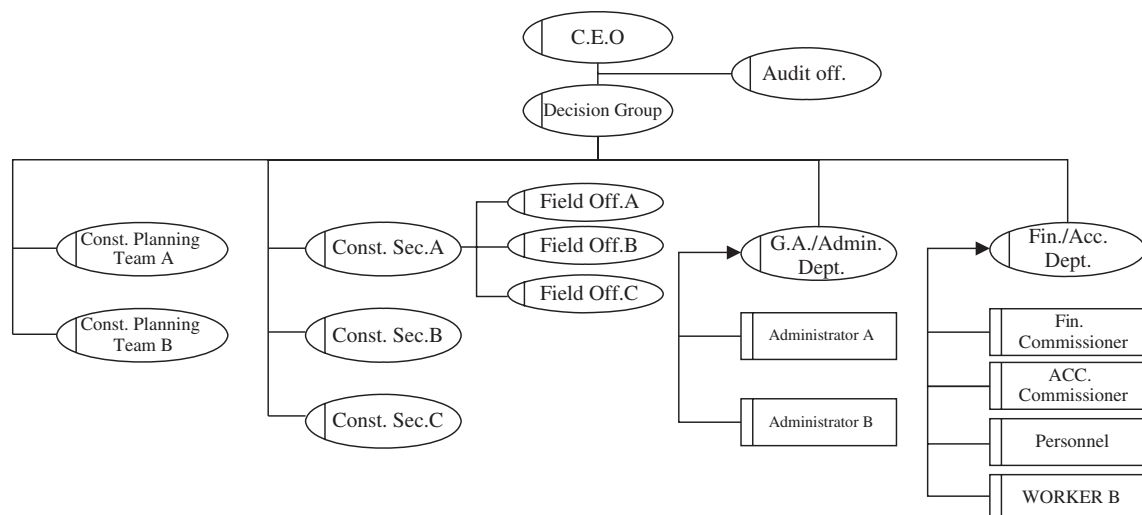 C.E.O
Audit off.
Decision Group
Const. Planning
Team A
Const. Planning
Team B
Const. Sec.A
Const. Sec.B
Const. Sec.C
Field Off.A
Field Off.B
Field Off.C
G.A./Admin.
Dept.
Administrator A
Administrator B
Fin./Acc.
Dept.
Fin.
Commissioner
ACC.
Commissioner
Personnel
WORKER B